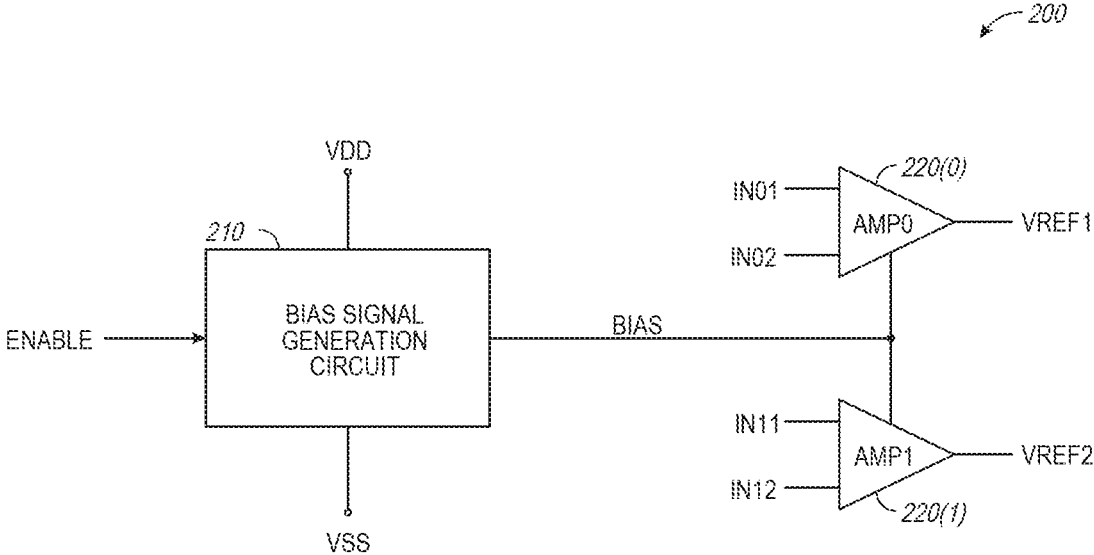 200
VDD
220(0)
IN01
AMP0
VREF1
210
IN02
BIAS SIGNAL
GENERATION
CIRCUIT
BIAS
ENABLE
IN11
AMP1
VREF2
IN12
220(1)
VSS